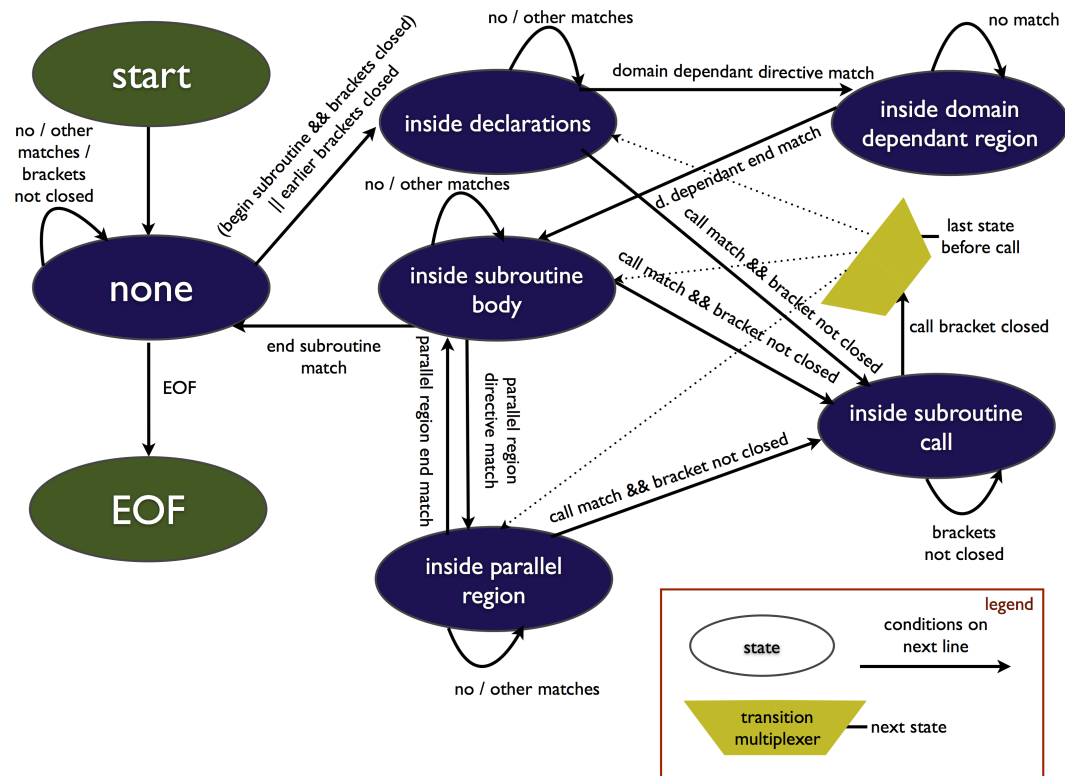 start
no / other
matches /
brackets
not closed
none
EOF
EOF
(begin subroutine && brackets closed)
|| earlier brackets closed
no / other matches
inside declarations
domain dependant directive match
no match
inside domain
dependant region
d. dependant end match
no / other matches
inside subroutine
body
end subroutine
match
call match && bracket not closed
call match && bracket not closed
last state
before call
call bracket closed
inside subroutine
call
brackets
not closed
parallel region end match
parallel region
directive match
call match && bracket not closed
inside parallel
region
no / other matches
legend
state
conditions on
next line
transition
multiplexer
next state